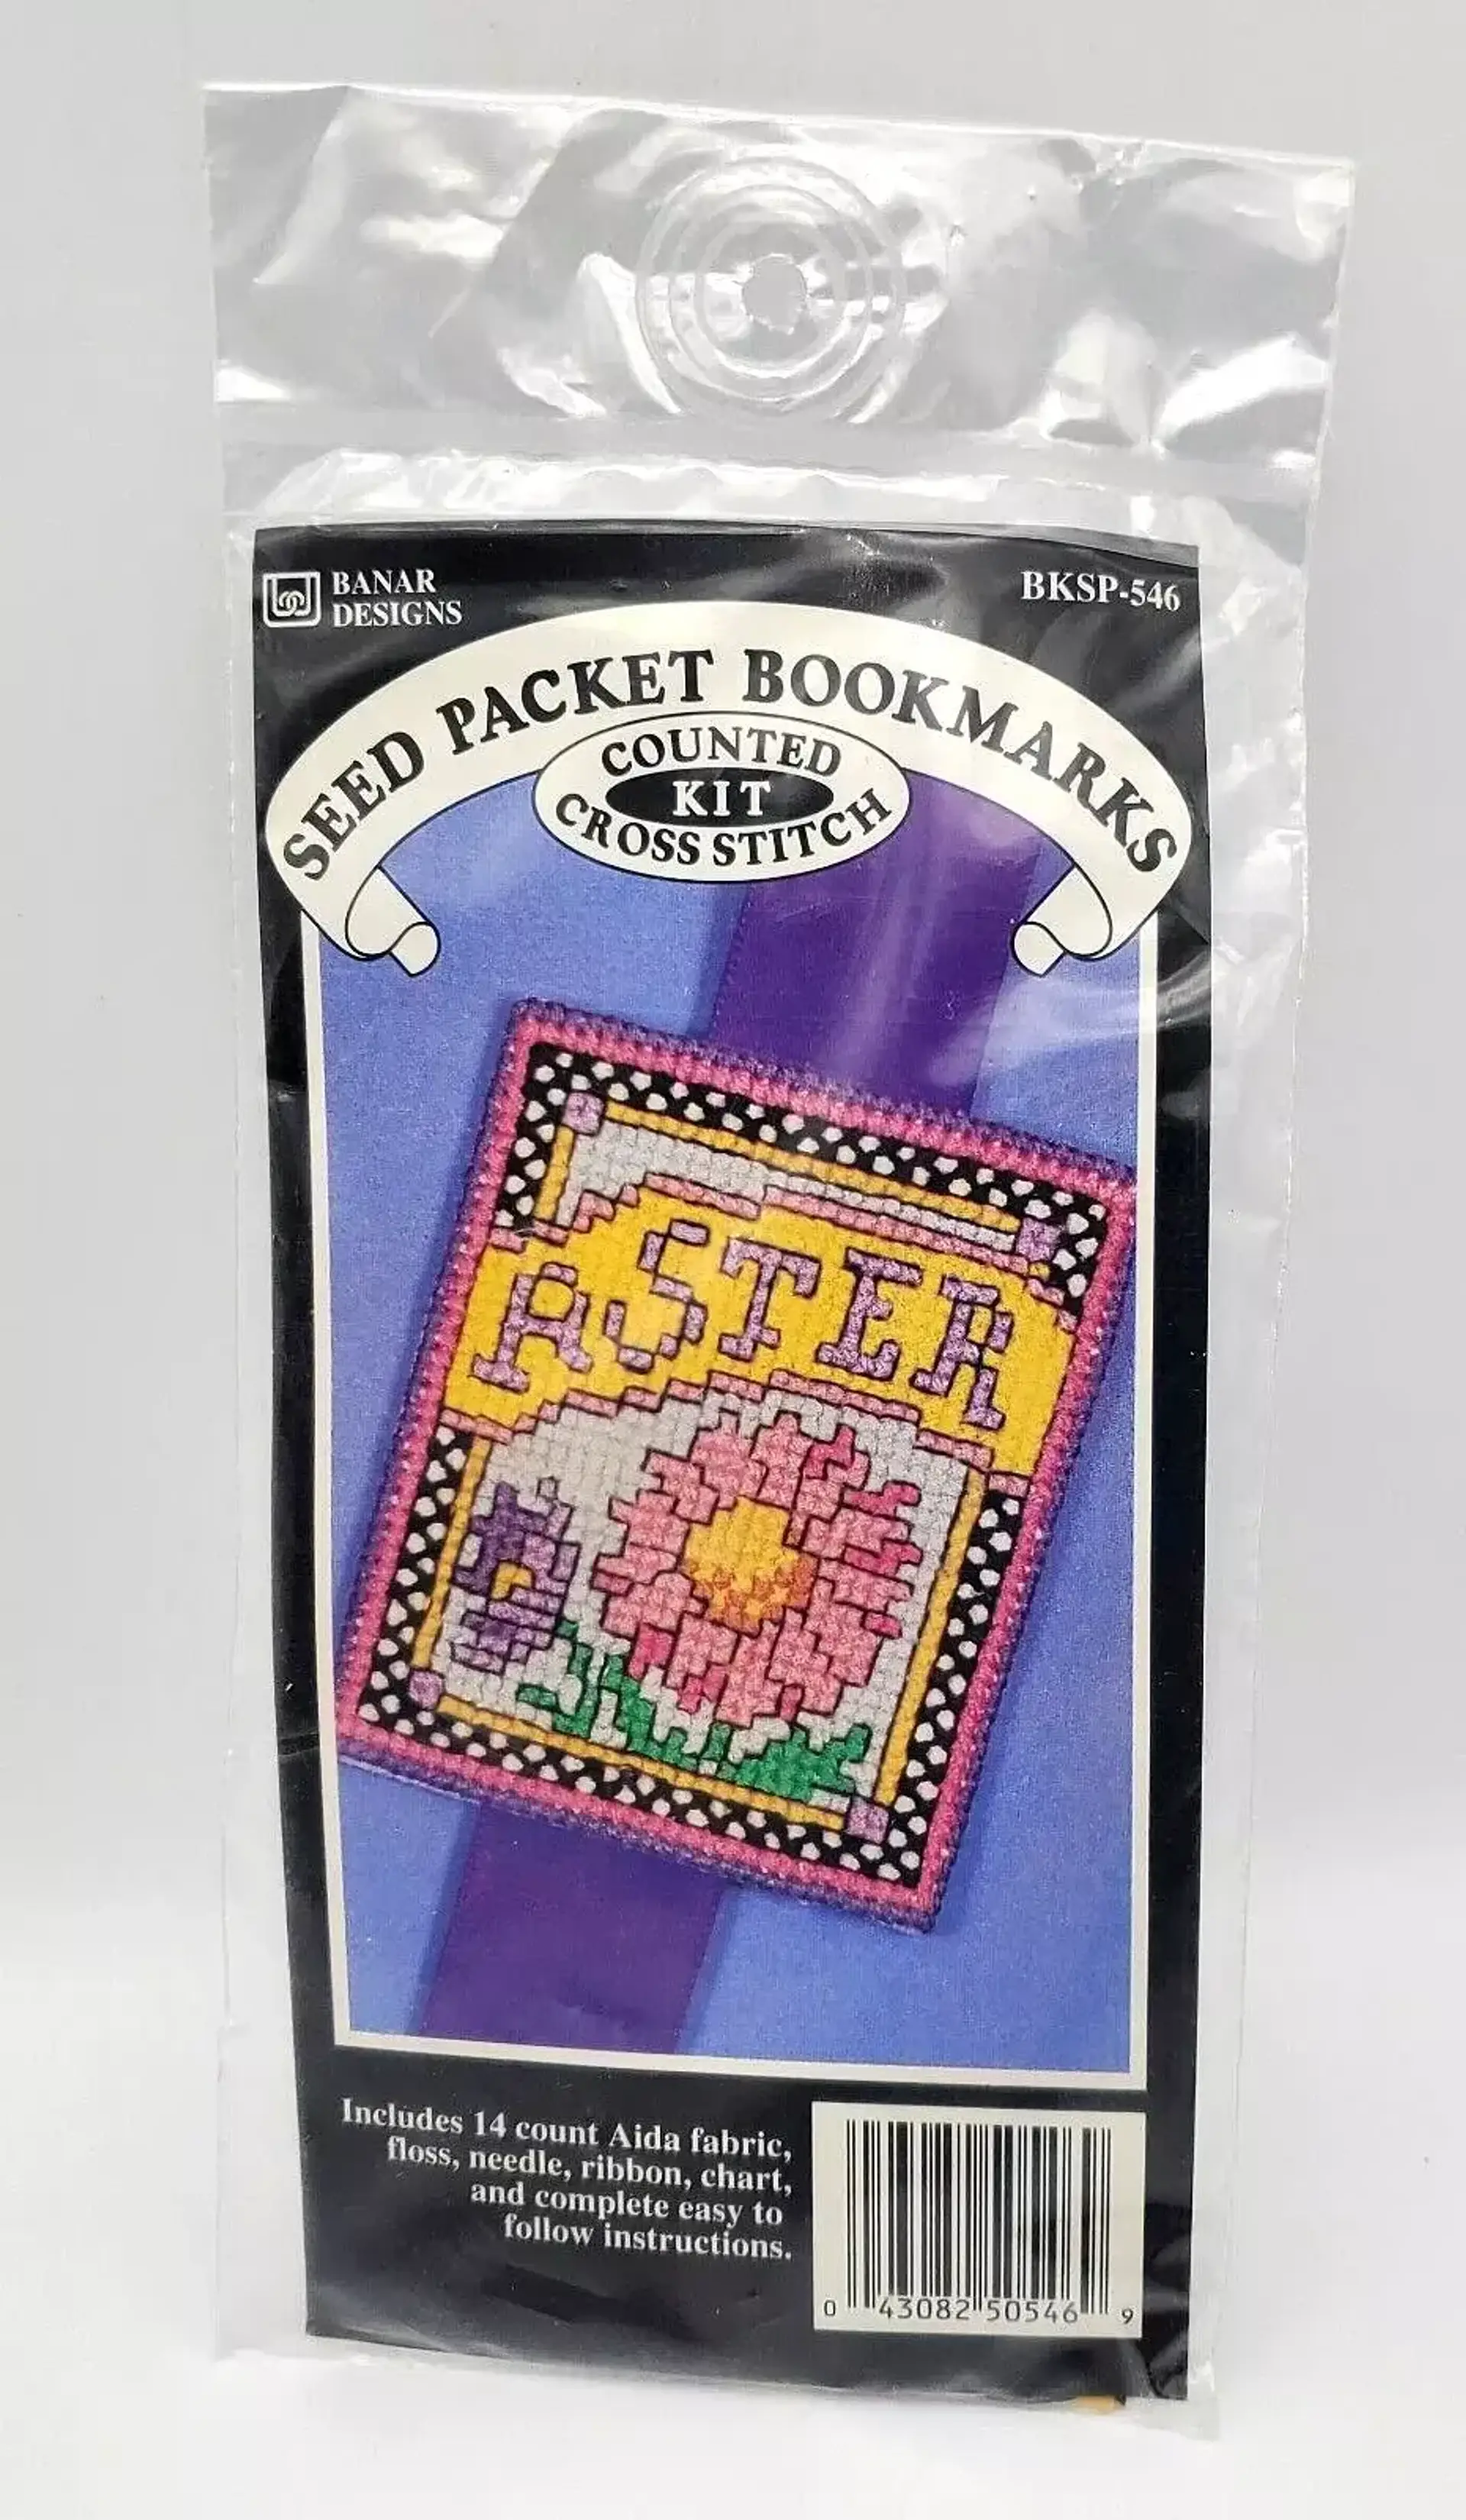 BANAR
DESIGNS
BKSP-546
SEED PACKET BOOKMARKS
COUNTED
KIT
CROSS STITCH
ASTER
Includes 14 count Aida fabric,
floss, needle, ribbon, chart,
and complete easy to
follow instructions.
0 43082 50546 9